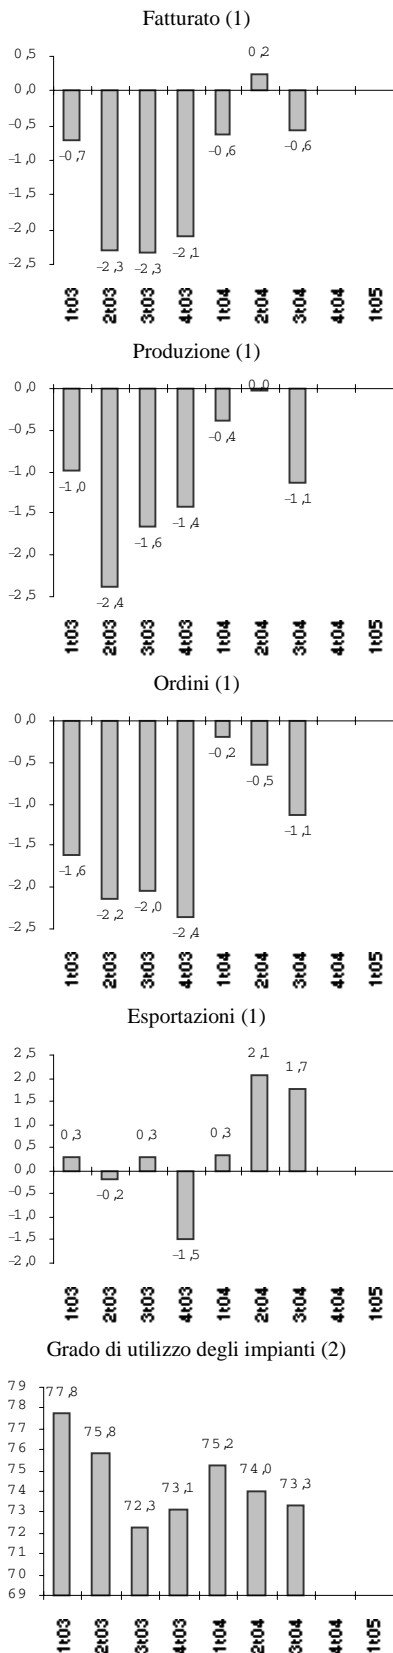 Fatturato (1)
0,5
0,0
-0,5
-1,0
-1,5
-2,0
-2,5
-0,7
-2,3
-2,3
-2,1
-0,6
0,2
-0,6
1t03
2t03
3t03
4t03
1t04
2t04
3t04
4t04
1t05
Produzione (1)
0,0
-0,5
-1,0
-1,5
-2,0
-2,5
-1,0
-2,4
-1,6
-1,4
-0,4
0,0
-1,1
1t03
2t03
3t03
4t03
1t04
2t04
3t04
4t04
1t05
Ordini (1)
0,0
-0,5
-1,0
-1,5
-2,0
-2,5
-1,6
-2,2
-2,0
-2,4
-0,2
-0,5
-1,1
1t03
2t03
3t03
4t03
1t04
2t04
3t04
4t04
1t05
Esportazioni (1)
2,5
2,0
1,5
1,0
0,5
0,0
-0,5
-1,0
-1,5
-2,0
0,3
-0,2
0,3
-1,5
0,3
2,1
1,7
1t03
2t03
3t03
4t03
1t04
2t04
3t04
4t04
1t05
Grado di utilizzo degli impianti (2)
79
78
77
76
75
74
73
72
71
70
69
77,8
75,8
72,3
73,1
75,2
74,0
73,3
1t03
2t03
3t03
4t03
1t04
2t04
3t04
4t04
1t05